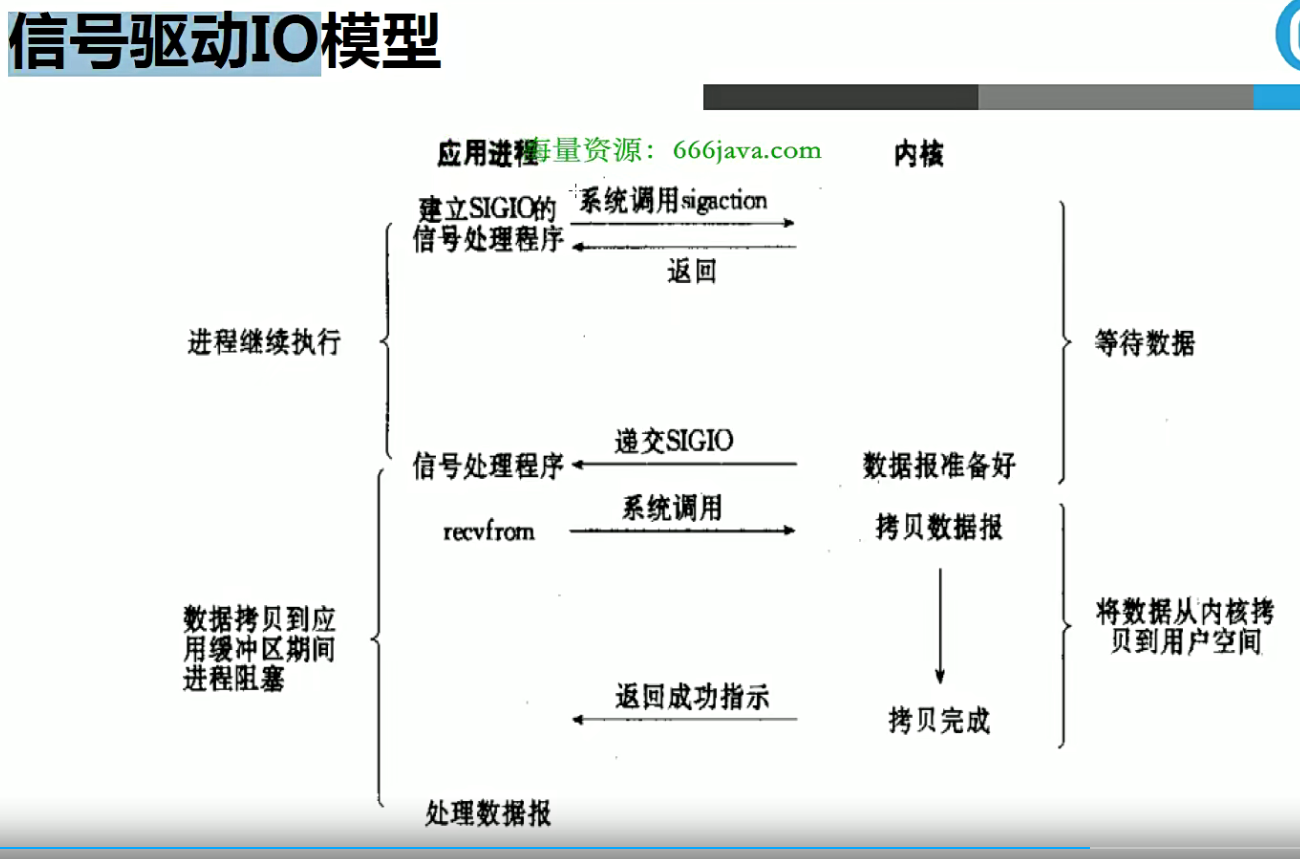 信号驱动IO模型
应用进程
海量资源：666java.com
内核
建立SIGIO的
信号处理程序
系统调用sigaction
返回
进程继续执行
等待数据
递交SIGIO
信号处理程序
数据报准备好
系统调用
recvfrom
拷贝数据报
数据拷贝到应
用缓冲区期间
进程阻塞
将数据从内核拷
贝到用户空间
返回成功指示
拷贝完成
处理数据报